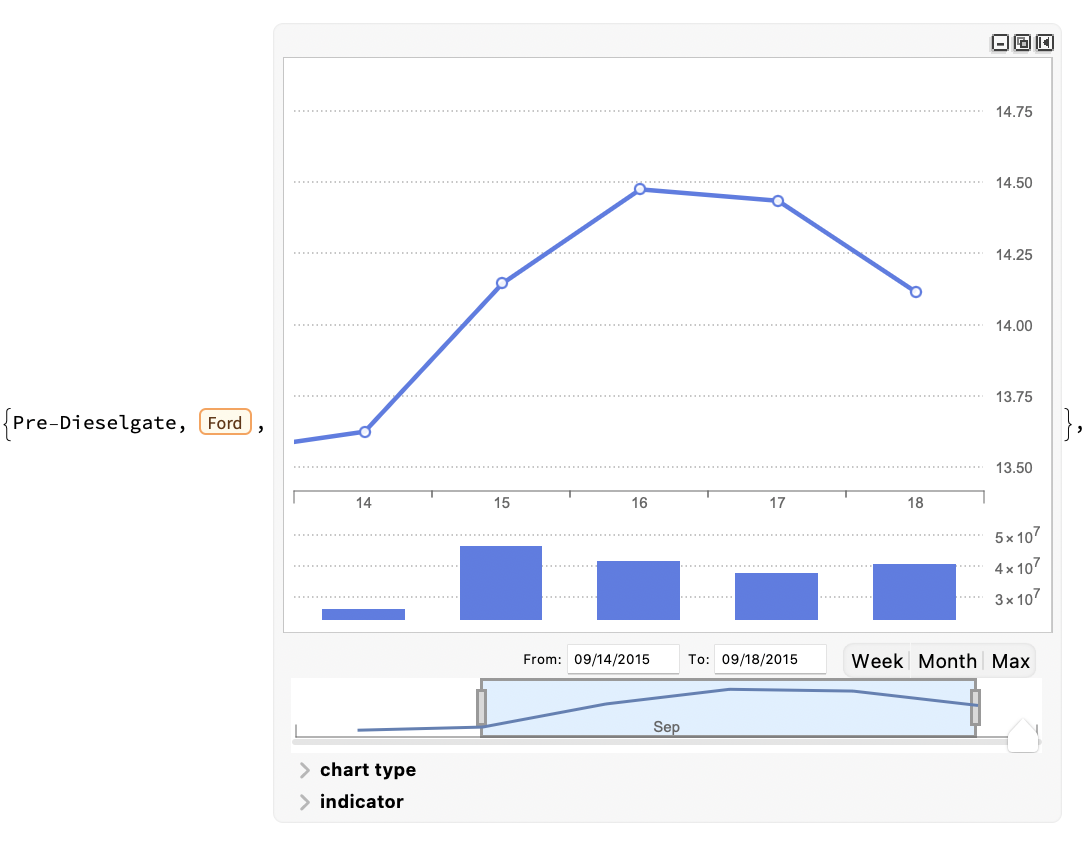 14.75
14.50
14.25
14.00
{Pre-Dieselgate, Ford , },
13.75
13.50
14 15 16 17 18
5×10⁷
4×10⁷
3×10⁷
From: 09/14/2015 To: 09/18/2015 Week Month Max
Sep
chart type
indicator